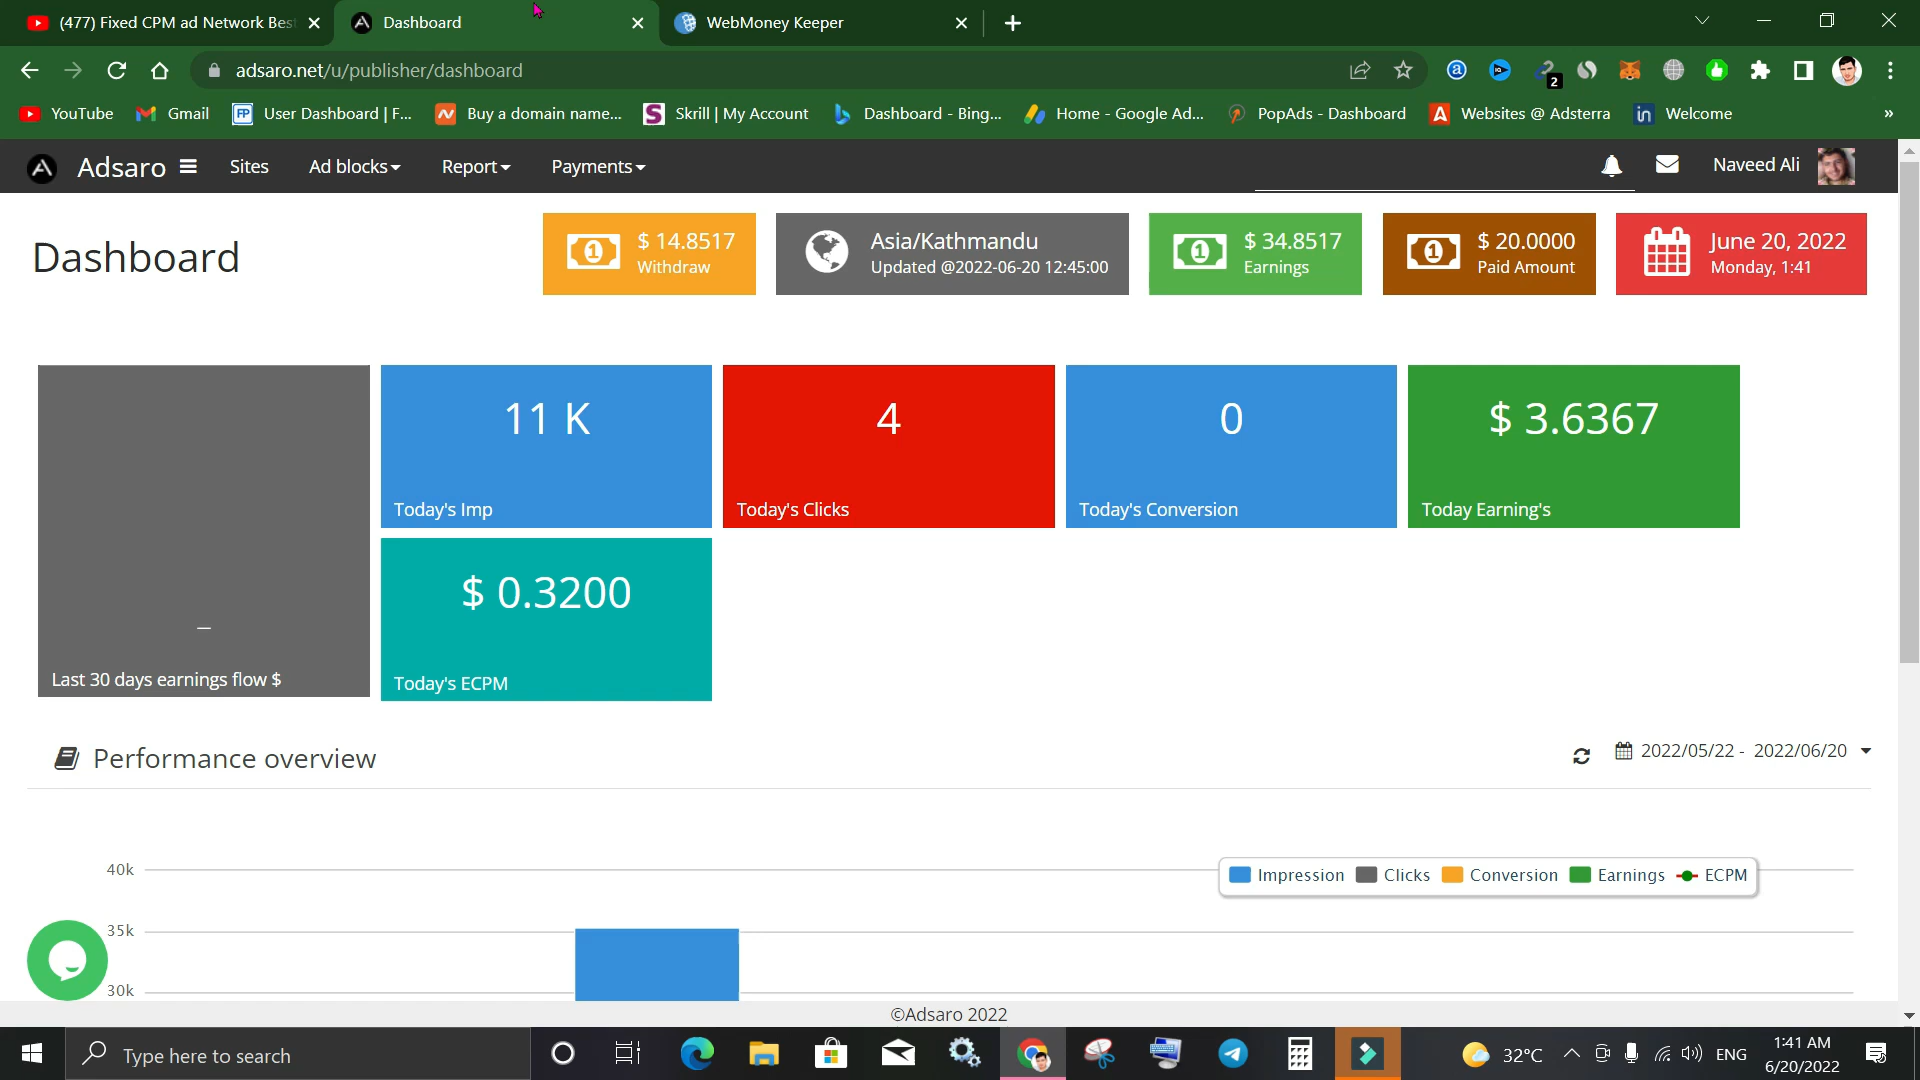 (477) Fixed CPM ad Network Bes
Dashboard
WebMoney Keeper
adsaro.net/u/publisher/dashboard
2
YouTube
Gmail
User Dashboard | F...
Buy a domain name...
Skrill | My Account
Dashboard - Bing...
Home - Google Ad...
PopAds - Dashboard
Websites @ Adsterra
Welcome
»
Adsaro
Sites
Ad blocks
Report
Payments
Naveed Ali
Dashboard
$ 14.8517
Withdraw
Asia/Kathmandu
Updated @2022-06-20 12:45:00
$ 34.8517
Earnings
$ 20.0000
Paid Amount
June 20, 2022
Monday, 1:41
_
Last 30 days earnings flow $
11 K
Today's Imp
4
Today's Clicks
0
Today's Conversion
$ 3.6367
Today Earning's
$ 0.3200
Today's ECPM
Performance overview
2022/05/22 - 2022/06/20
40k
35k
30k
Impression
Clicks
Conversion
Earnings
ECPM
©Adsaro 2022
Type here to search
32°C
ENG
1:41 AM
6/20/2022